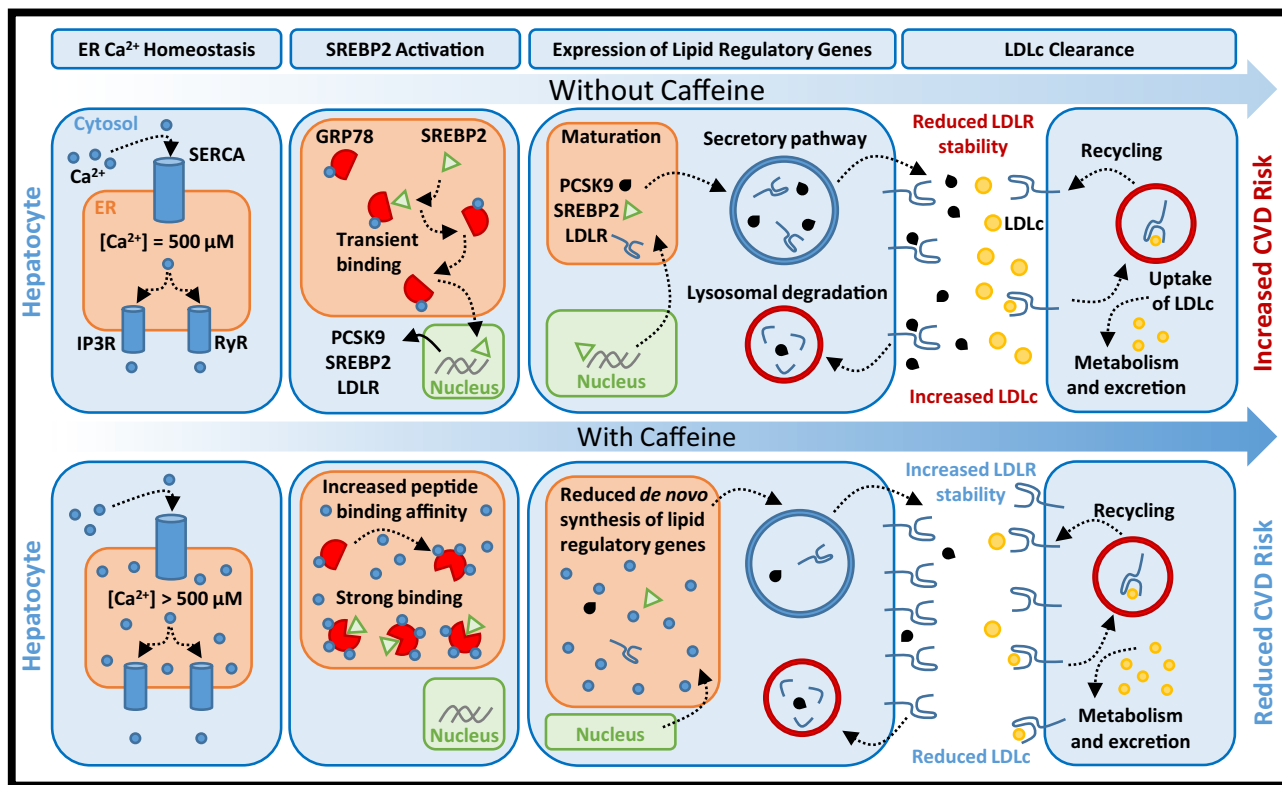 ER Ca²⁺ Homeostasis
SREBP2 Activation
Expression of Lipid Regulatory Genes
LDLc Clearance
Without Caffeine
Hepatocyte
Cytosol
Ca²⁺
SERCA
ER
[Ca²⁺] = 500 µM
IP3R
RyR
GRP78
SREBP2
Transient
binding
PCSK9
SREBP2
LDLR
Nucleus
Maturation
PCSK9
SREBP2
LDLR
Nucleus
Secretory pathway
Lysosomal degradation
Reduced LDLR
stability
LDLc
Increased LDLc
Recycling
Uptake
of LDLc
Metabolism
and excretion
Increased CVD Risk
With Caffeine
Hepatocyte
[Ca²⁺] > 500 µM
Increased peptide
binding affinity
Strong binding
Nucleus
Reduced de novo
synthesis of lipid
regulatory genes
Nucleus
Increased LDLR
stability
Reduced LDLc
Recycling
Metabolism
and excretion
Reduced CVD Risk